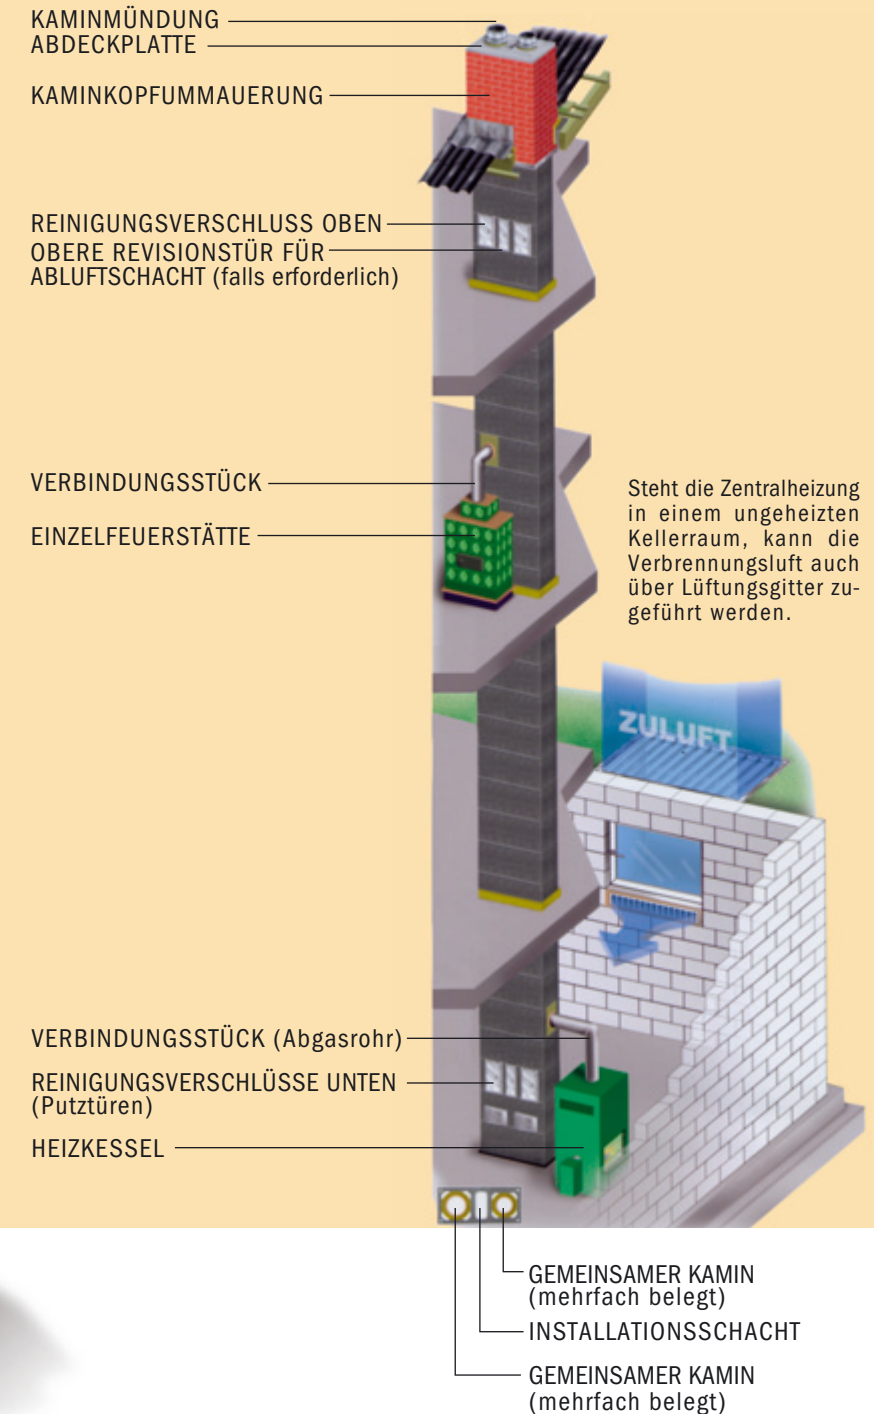 KAMINMÜNDUNG
ABDECKPLATTE
KAMINKOPFUMMAUERUNG
REINIGUNGSVERSCHLUSS OBEN
OBERE REVISIONSTÜR FÜR
ABLUFTSCHACHT (falls erforderlich)
VERBINDUNGSSTÜCK
EINZELFEUERSTÄTTE
Steht die Zentralheizung
in einem ungeheizten
Kellerraum, kann die
Verbrennungsluft auch
über Lüftungsgitter zu-
geführt werden.
ZULUFT
VERBINDUNGSSTÜCK (Abgasrohr)
REINIGUNGSVERSCHLÜSSE UNTEN
(Putztüren)
HEIZKESSEL
GEMEINSAMER KAMIN
(mehrfach belegt)
INSTALLATIONSSCHACHT
GEMEINSAMER KAMIN
(mehrfach belegt)